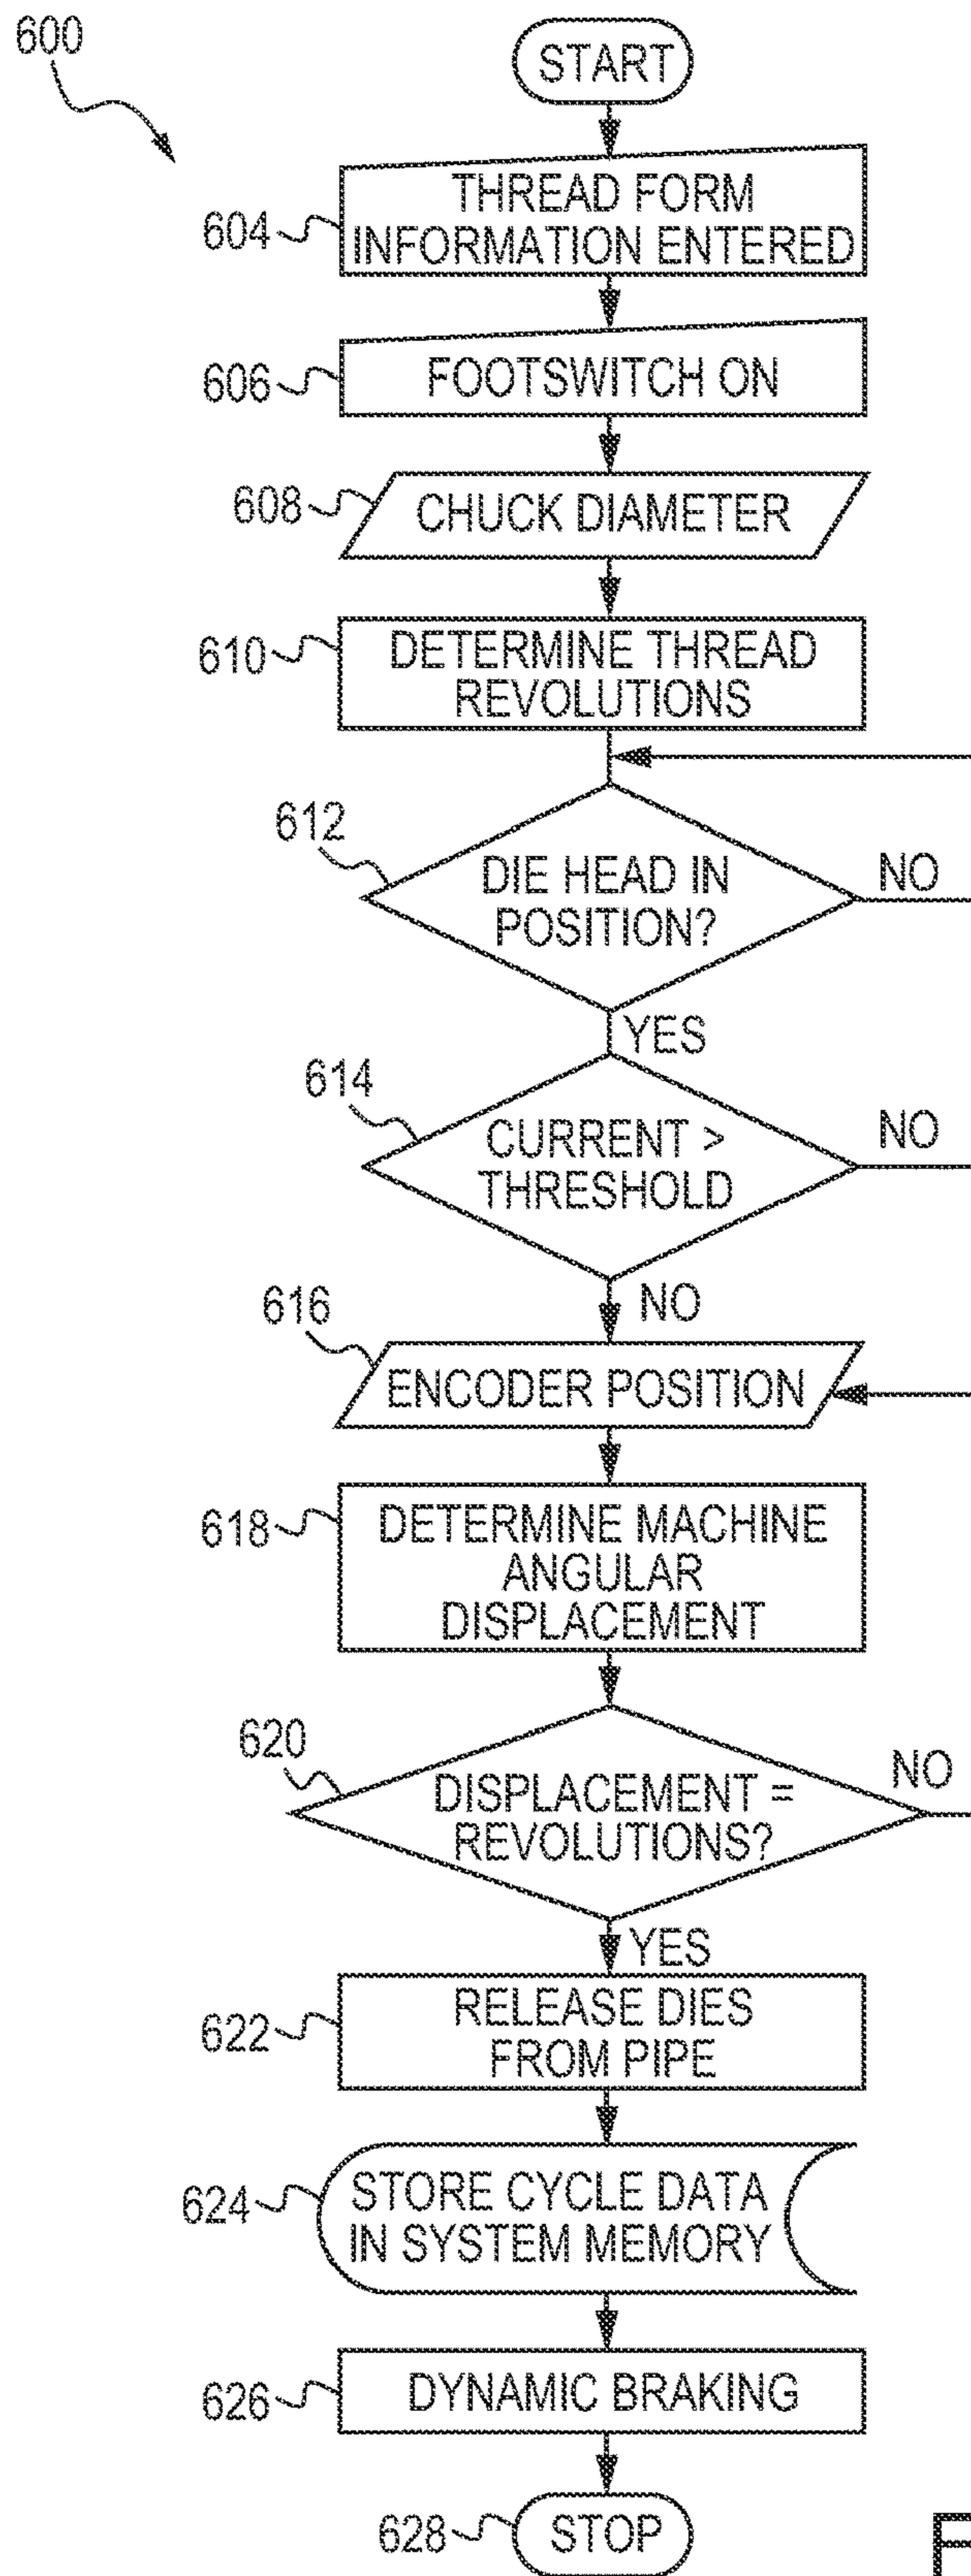 600
START
604
THREAD FORM
INFORMATION ENTERED
606
FOOTSWITCH ON
608
CHUCK DIAMETER
610
DETERMINE THREAD
REVOLUTIONS
612
DIE HEAD IN
POSITION?
NO
YES
614
CURRENT >
THRESHOLD
NO
NO
616
ENCODER POSITION
618
DETERMINE MACHINE
ANGULAR
DISPLACEMENT
620
DISPLACEMENT =
REVOLUTIONS?
NO
YES
622
RELEASE DIES
FROM PIPE
624
STORE CYCLE DATA
IN SYSTEM MEMORY
626
DYNAMIC BRAKING
628
STOP